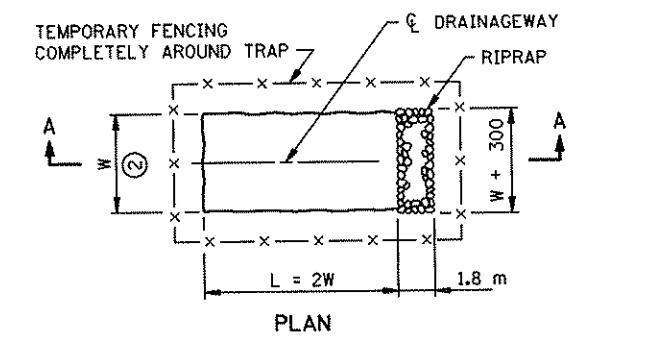 TEMPORARY FENCING
COMPLETELY AROUND TRAP
℄ DRAINAGEWAY
RIPRAP
A
A
W
2
W + 300
L = 2W
1.8 m
PLAN